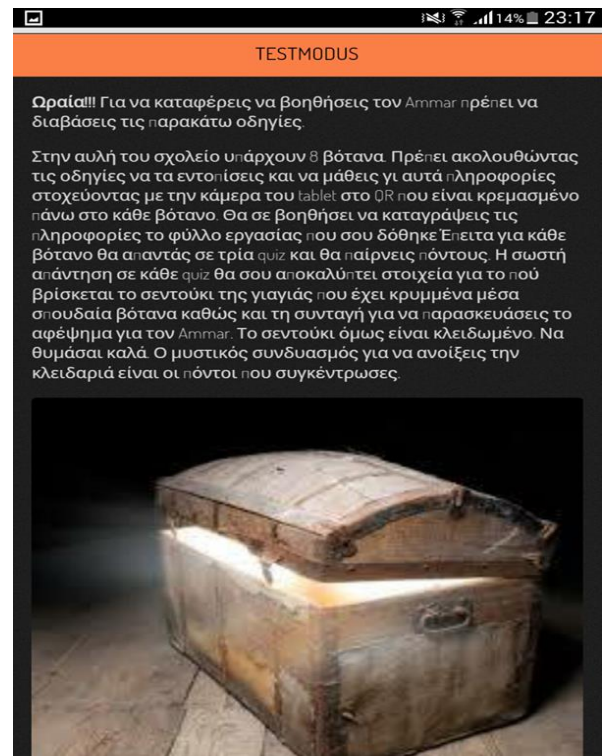 14% 23:17
TESTMODUS
Ωραία!!! Για να καταφέρεις να βοηθήσεις τον Ammar πρέπει να
διαβάσεις τις παρακάτω οδηγίες.
Στην αυλή του σχολείο υπάρχουν 8 βότανα. Πρέπει ακολουθώντας
τις οδηγίες να τα εντοπίσεις και να μάθεις γι αυτά πληροφορίες
στοχεύοντας με την κάμερα του tablet στο QR που είναι κρεμασμένο
πάνω στο κάθε βότανο. Θα σε βοηθήσει να καταγράψεις τις
πληροφορίες το φύλλο εργασίας που σου δόθηκε Έπειτα για κάθε
βότανο θα απαντάς σε τρία quiz και θα παίρνεις πόντους. Η σωστή
απάντηση σε κάθε quiz θα σου αποκαλύπτει στοιχεία για το πού
βρίσκεται το σεντούκι της γιαγιάς που έχει κρυμμένα μέσα
σπουδαία βότανα καθώς και τη συνταγή για να παρασκευάσεις το
αφέψημα για τον Ammar. Το σεντούκι όμως είναι κλειδωμένο. Να
θυμάσαι καλά. Ο μυστικός συνδυασμός για να ανοίξεις την
κλειδαριά είναι οι πόντοι που συγκέντρωσες.